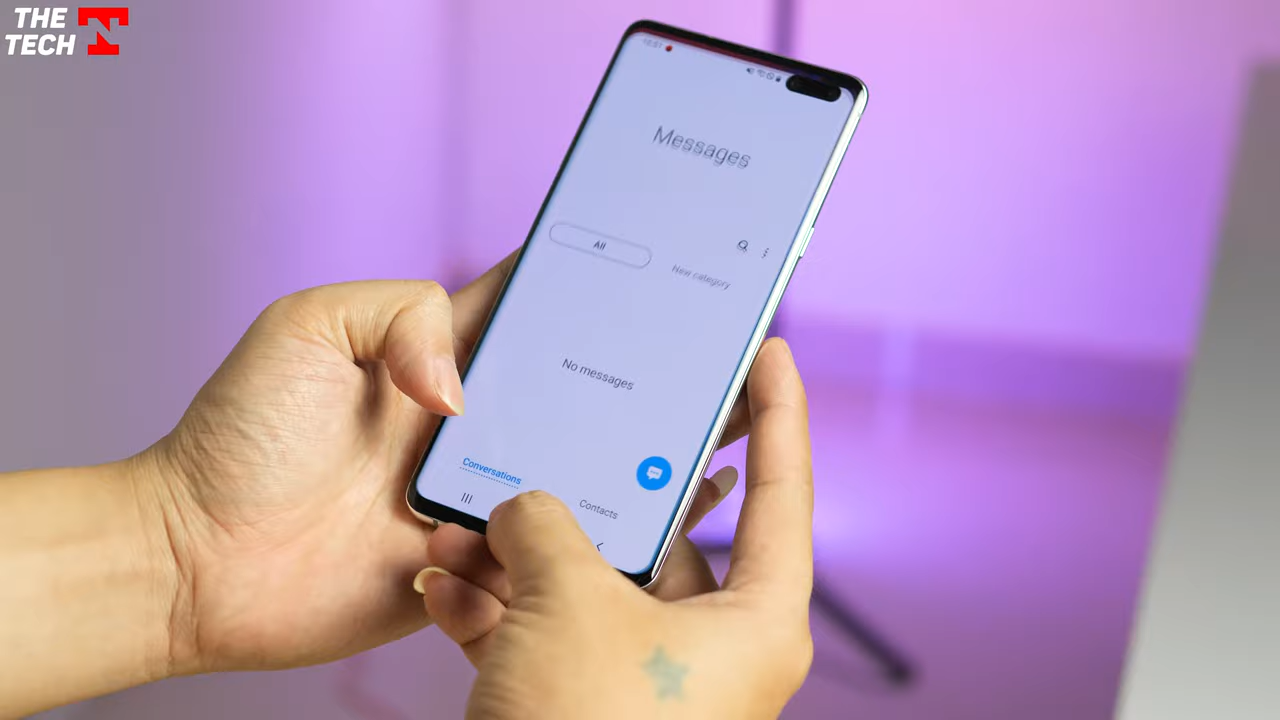 THE
TECH
Messages
All
New category
No messages
Conversations
Contacts